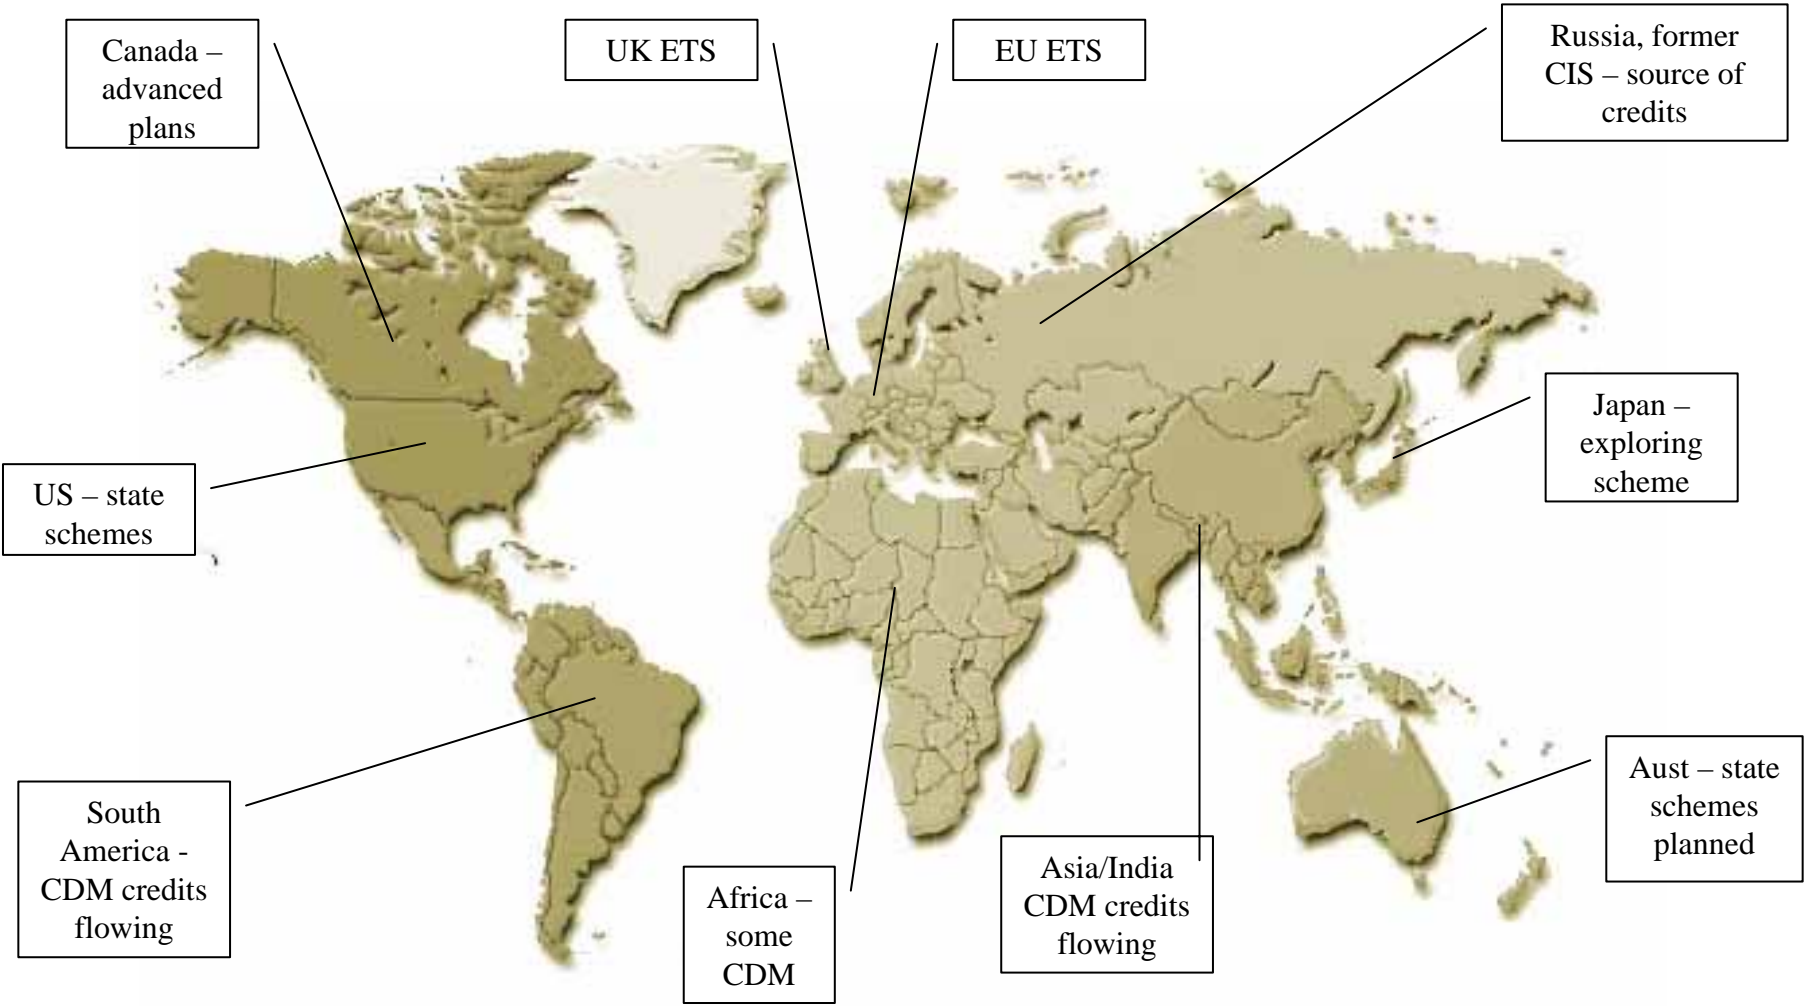 Canada –
advanced
plans
UK ETS
EU ETS
Russia, former
CIS – source of
credits
Japan –
exploring
scheme
US – state
schemes
South
America -
CDM credits
flowing
Africa –
some
CDM
Asia/India
CDM credits
flowing
Aust – state
schemes
planned